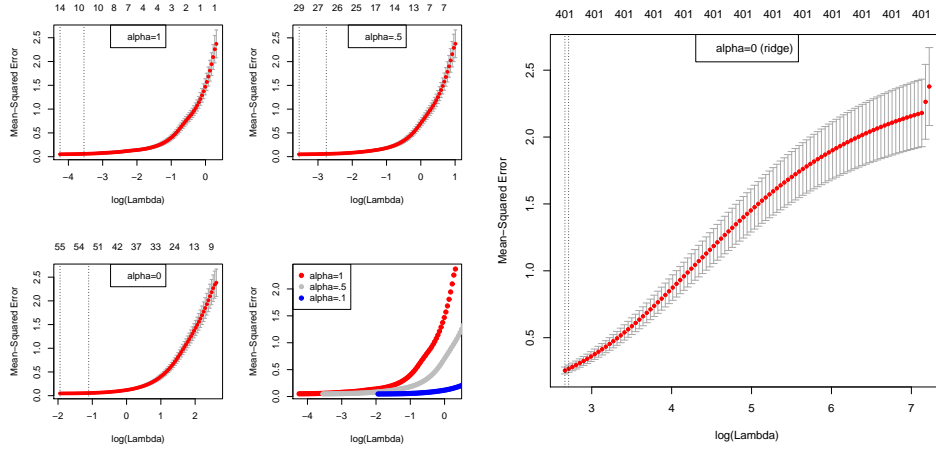 14 10 10 8 7 4 3 2 1 1
alpha=1
Mean−Squared Error
0.0 0.5 1.0 1.5 2.0 2.5
−4 −3 −2 −1 0
log(Lambda)
29 27 26 25 17 14 13 7 7
alpha=.5
Mean−Squared Error
0.0 0.5 1.0 1.5 2.0 2.5
−3 −2 −1 0 1
log(Lambda)
55 54 51 42 37 33 24 13 9
alpha=0
Mean−Squared Error
0.0 0.5 1.0 1.5 2.0 2.5
−2 −1 0 1 2
log(Lambda)
alpha=1
alpha=.5
alpha=.1
Mean−Squared Error
0.0 0.5 1.0 1.5 2.0
−4 −3 −2 −1 0
log(Lambda)
401 401 401 401 401 401 401 401 401 401 401
alpha=0 (ridge)
Mean−Squared Error
0.5 1.0 1.5 2.0 2.5
3 4 5 6 7
log(Lambda)